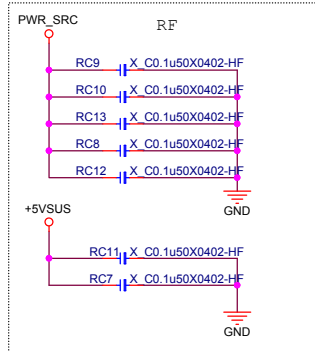 RF
PWR_SRC
RC9 X_C0.1u50X0402-HF
RC10 X_C0.1u50X0402-HF
RC13 X_C0.1u50X0402-HF
RC8 X_C0.1u50X0402-HF
RC12 X_C0.1u50X0402-HF
GND
+5VSUS
RC11 X_C0.1u50X0402-HF
RC7 X_C0.1u50X0402-HF
GND